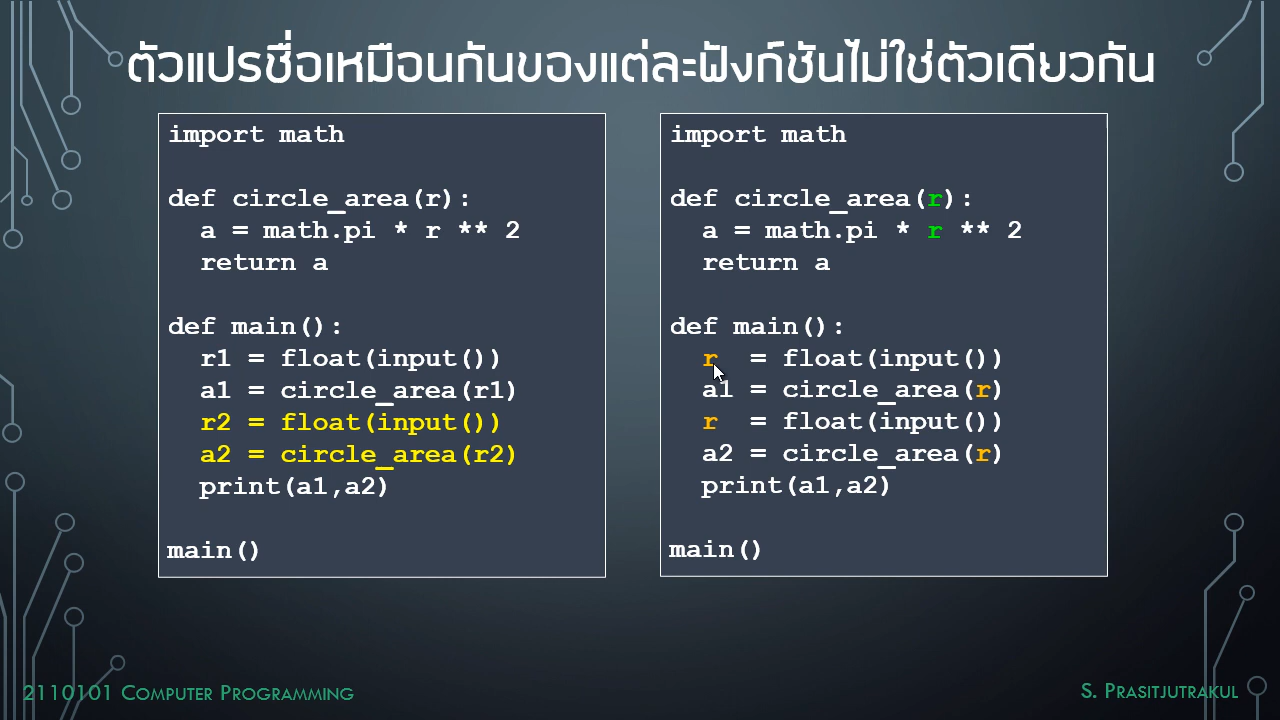 ตัวแปรชื่อเหมือนกันของแต่ละฟังก์ชันไม่ใช่ตัวเดียวกัน
import math
def circle_area(r):
  a = math.pi * r ** 2
  return a
def main():
  r1 = float(input())
  a1 = circle_area(r1)
  r2 = float(input())
  a2 = circle_area(r2)
  print(a1,a2)
main()
import math
def circle_area(r):
  a = math.pi * r ** 2
  return a
def main():
  r  = float(input())
  a1 = circle_area(r)
  r  = float(input())
  a2 = circle_area(r)
  print(a1,a2)
main()
2110101 Computer Programming
S. Prasitjutrakul